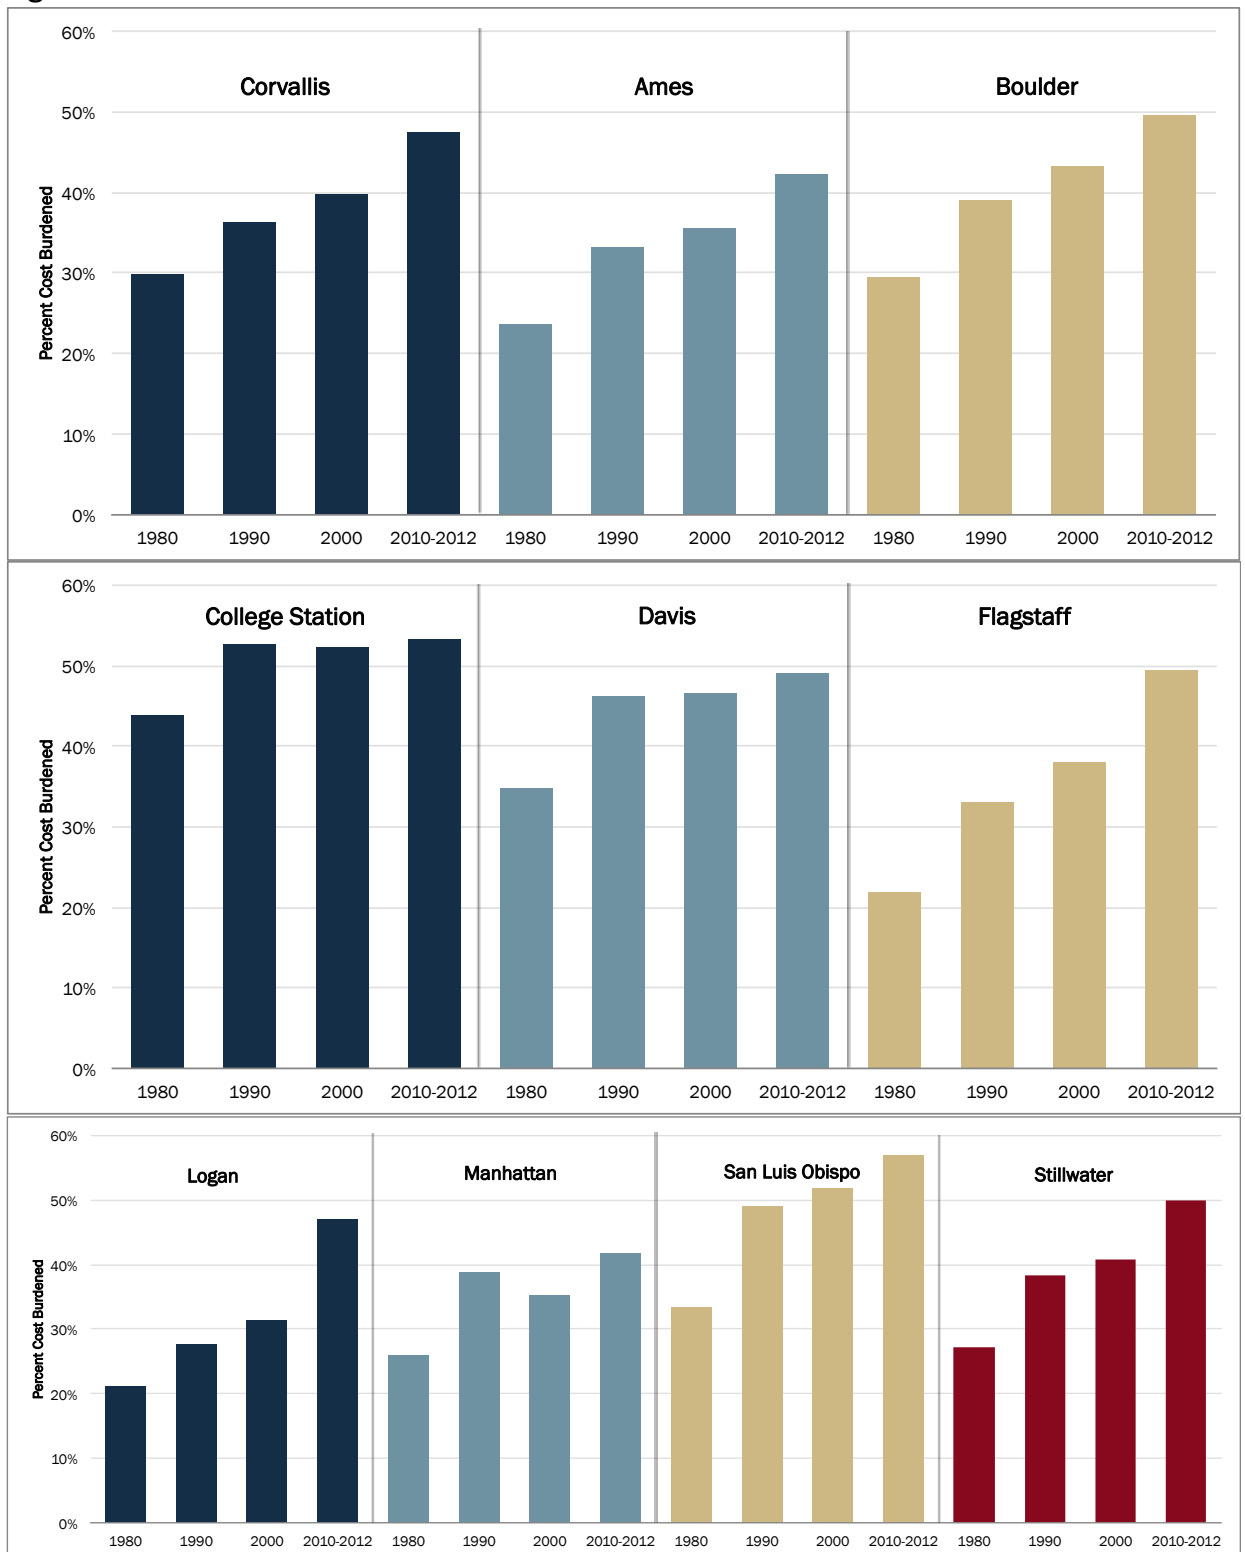 60%
Corvallis Ames Boulder
50%
40%
30%
20%
10%
0%
Percent Cost Burdened
1980 1990 2000 2010-2012 1980 1990 2000 2010-2012 1980 1990 2000 2010-2012
60%
College Station Davis Flagstaff
50%
40%
30%
20%
10%
0%
Percent Cost Burdened
1980 1990 2000 2010-2012 1980 1990 2000 2010-2012 1980 1990 2000 2010-2012
60%
Logan Manhattan San Luis Obispo Stillwater
50%
40%
30%
20%
10%
0%
Percent Cost Burdened
1980 1990 2000 2010-2012 1980 1990 2000 2010-2012 1980 1990 2000 2010-2012 1980 1990 2000 2010-2012